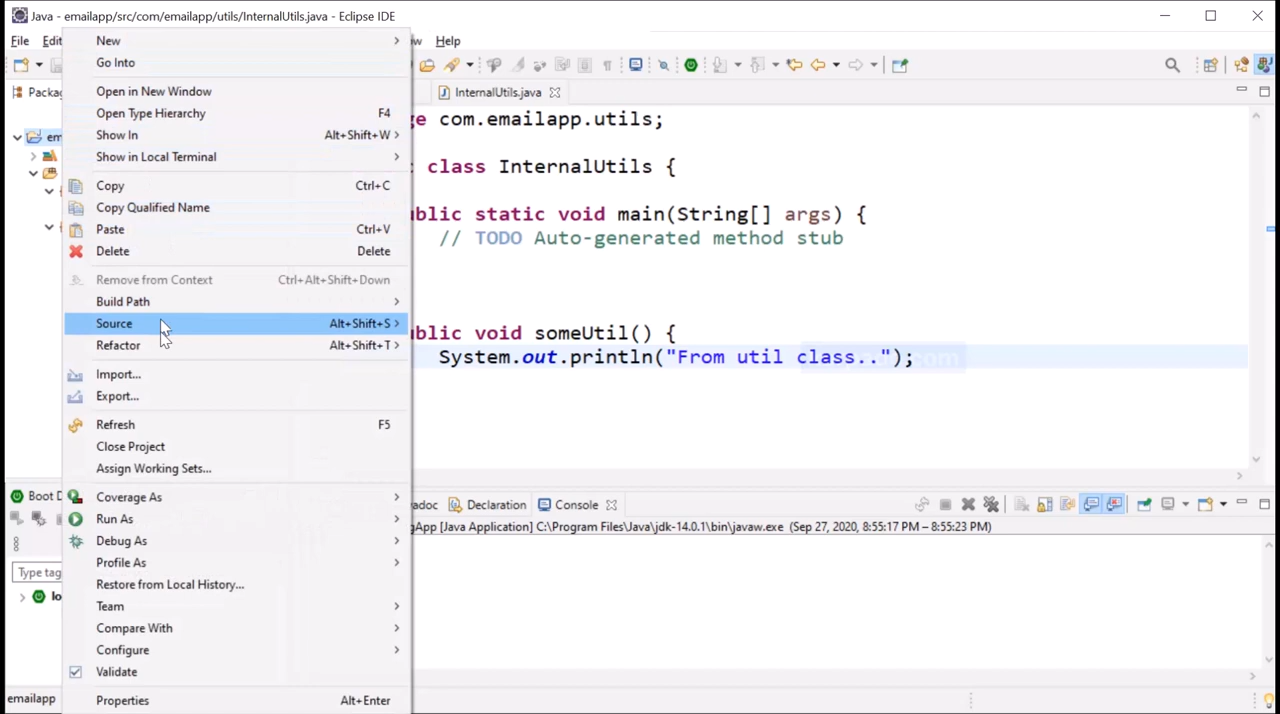 Java - emailapp/src/com/emailapp/utils/InternalUtils.java - Eclipse IDE
File Edit Help
Packag
InternalUtils.java
em
New
Go Into
Open in New Window
Open Type Hierarchy F4
Show In Alt+Shift+W
Show in Local Terminal
Copy Ctrl+C
Copy Qualified Name
Paste Ctrl+V
Delete Delete
Remove from Context Ctrl+Alt+Shift+Down
Build Path
Source Alt+Shift+S
Refactor Alt+Shift+T
Import...
Export...
Refresh F5
Close Project
Assign Working Sets...
Coverage As
Run As
Debug As
Profile As
Restore from Local History...
Team
Compare With
Configure
Validate
Properties Alt+Enter
ge com.emailapp.utils;
class InternalUtils {
ublic static void main(String[] args) {
// TODO Auto-generated method stub
ublic void someUtil() {
System.out.println("From util class..");
Boot D
Type tag
lo
adoc Declaration Console
gApp [Java Application] C:\Program Files\Java\jdk-14.0.1\bin\javaw.exe (Sep 27, 2020, 8:55:17 PM – 8:55:23 PM)
emailapp